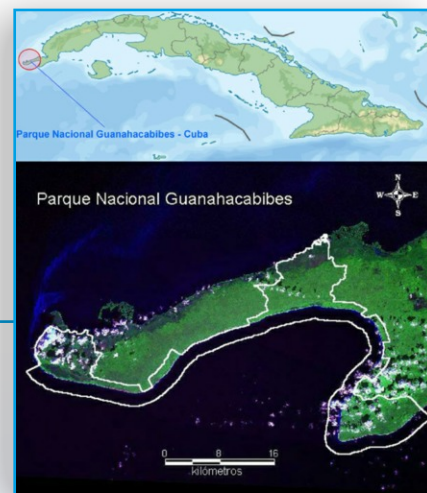 Parque Nacional Guanahacabibes - Cuba
Parque Nacional Guanahacabibes
N
W E
S
0 8 16
kilómetros